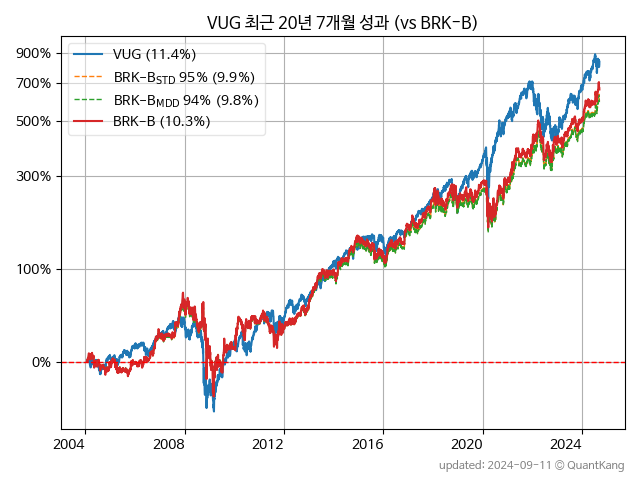 VUG 최근 20년 7개월 성과 (vs BRK-B)
VUG (11.4%)
BRK-B_STD 95% (9.9%)
BRK-B_MDD 94% (9.8%)
BRK-B (10.3%)
900%
700%
500%
300%
100%
0%
2004 2008 2012 2016 2020 2024
updated: 2024-09-11 © QuantKang